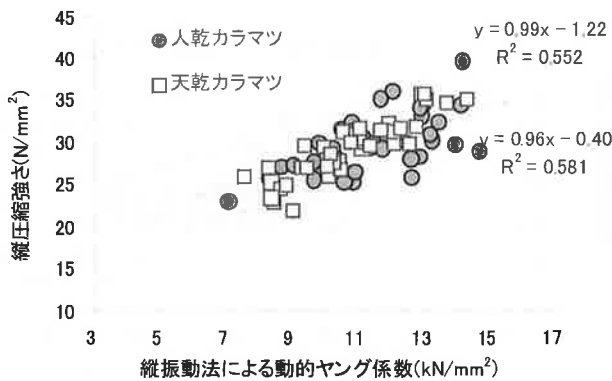 45
40
35
30
25
20
15
10
縦圧縮強さ(N/mm²)
人乾カラマツ
天乾カラマツ
y = 0.99x − 1.22
R² = 0.552
y = 0.96x − 0.40
R² = 0.581
3 5 7 9 11 13 15 17
縦振動法による動的ヤング係数(kN/mm²)